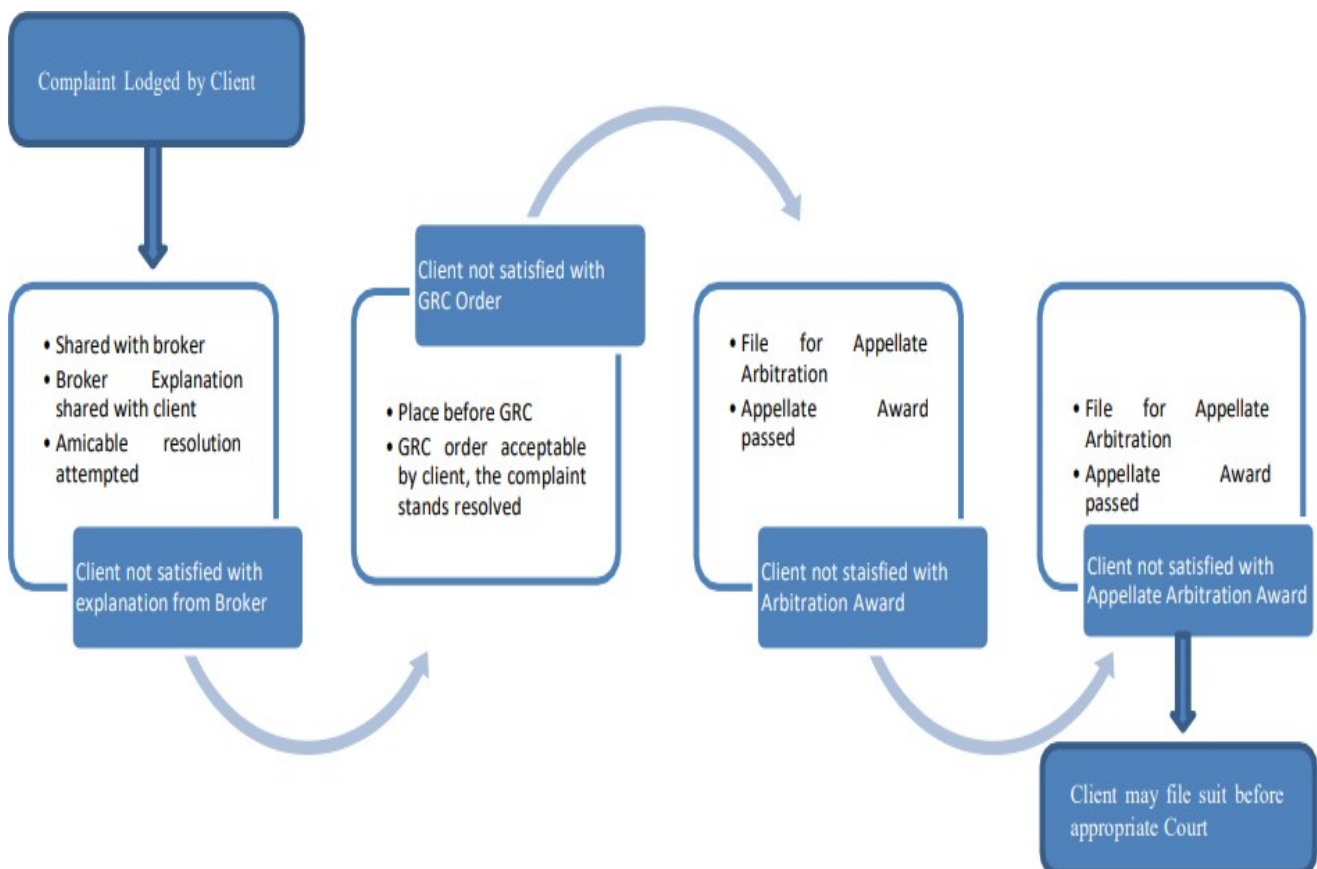 Complaint Lodged by Client
• Shared with broker
• Broker Explanation
shared with client
• Amicable resolution
attempted
Client not satisfied with
explanation from Broker
Client not satisfied with
GRC Order
• Place before GRC
• GRC order acceptable
by client, the complaint
stands resolved
• File for Appellate
Arbitration
• Appellate Award
passed
Client not staisfied with
Arbitration Award
• File for Appellate
Arbitration
• Appellate Award
passed
Client not satisfied with
Appellate Arbitration Award
Client may file suit before
appropriate Court